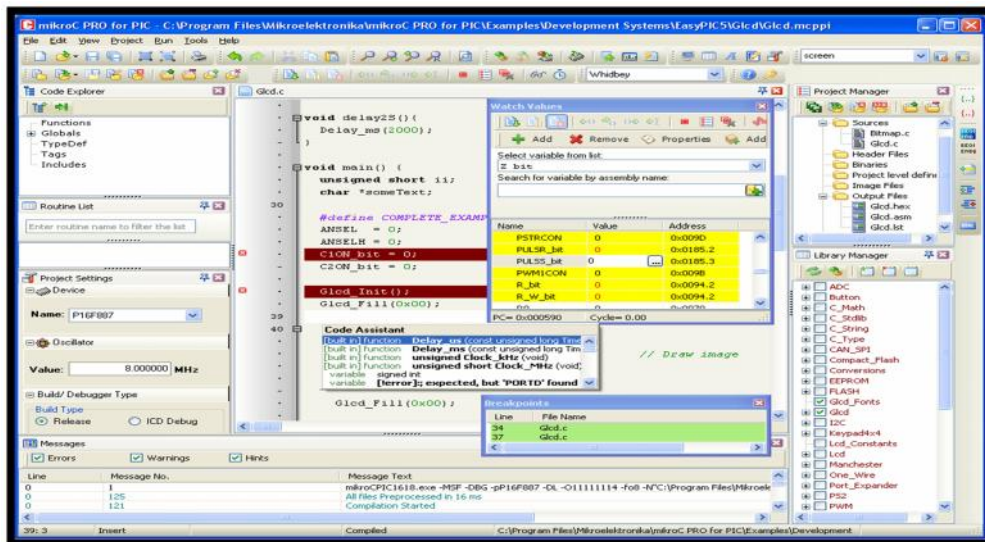 mikroC PRO for PIC - C:\Program Files\Mikroelektronika\mikroC PRO for PIC\Examples\Development Systems\EasyPIC5\Glcd\Glcd.mcppi
File Edit View Project Run Tools Help
screen
Whidbey
Code Explorer
Functions
Globals
TypeDef
Tags
Includes
Routine List
Enter routine name to filter the list
Project Settings
Device
Name: P16F887
Oscillator
Value: 8.000000 MHz
Build/ Debugger Type
Build Type
Release ICD Debug
Glcd.c
void delay2S(){
Delay_ms(2000);
}
void main() {
unsigned short ii;
char *someText;
30
#define COMPLETE_EXAMP
ANSEL = 0;
ANSELH = 0;
C1ON_bit = 0;
C2ON_bit = 0;
Glcd_Init();
Glcd_Fill(0x00);
39
40
Code Assistant
[built in] function Delay_us (const unsigned long Time
[built in] function Delay_ms (const unsigned long Tim
[built in] function unsigned Clock_kHz (void)
[built in] function unsigned short Clock_MHz (void)
variable signed init
variable [!error]:; expected, but 'PORTD' found
// Draw image
Glcd_Fill(0x00);
Watch Values
Add Remove Properties Add
Select variable from list:
Z_bit
Search for variable by assembly name:
Name Value Address
PSTRCON 0 0x009D
PULSR_bit 0 0x0185.2
PULSS_bit 0 0x0185.3
PWM1CON 0 0x009B
R_bit 0 0x0094.2
R_W_bit 0 0x0094.2
PC= 0x000590 Cycle= 0.00
Breakpoints
Line File Name
34 Glcd.c
37 Glcd.c
Project Manager
Sources
Bitmap.c
Glcd.c
Header Files
Binaries
Project level define
Image Files
Output Files
Glcd.hex
Glcd.asm
Glcd.lst
Library Manager
ADC
Button
C_Math
C_Stdlib
C_String
C_Type
CAN_SPI
Compact_Flash
Conversions
EEPROM
FLASH
Glcd_Fonts
Glcd
I2C
Keypad4x4
Lcd_Constants
Lcd
Manchester
One_Wire
Port_Expander
PS2
PWM
Messages
Errors Warnings Hints
Line Message No. Message Text
0 1 mikroCPIC1618.exe -MSF -DBG -pP16F887 -DL -O11111114 -fo8 -N"C:\Program Files\Mikroelek
0 125 All files Preprocessed in 16 ms
0 121 Compilation Started
39: 3 Insert Compiled C:\Program Files\Mikroelektronika\mikroC PRO for PIC\Examples\Development